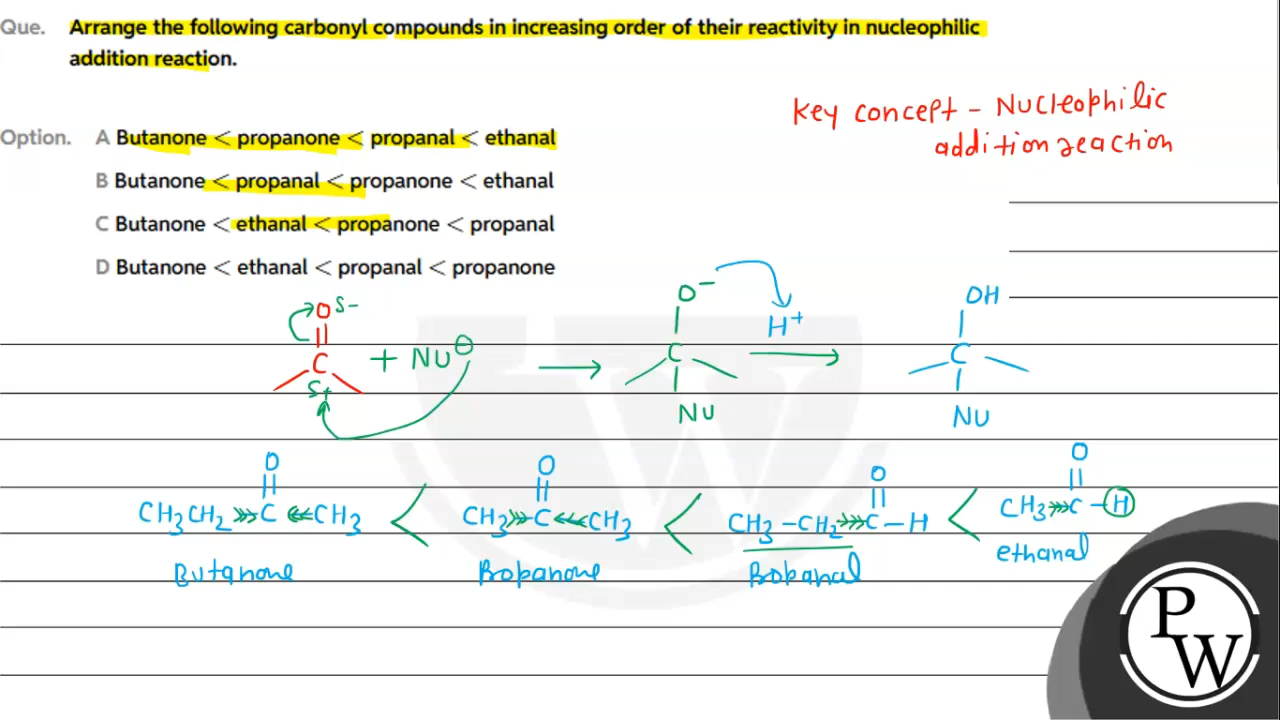 Que. Arrange the following carbonyl compounds in increasing order of their reactivity in nucleophilic
addition reaction.
Key concept - Nucleophilic
addition reaction
Option. A Butanone < propanone < propanal < ethanal
B Butanone < propanal < propanone < ethanal
C Butanone < ethanal < propanone < propanal
D Butanone < ethanal < propanal < propanone
O δ- O⁻ OH
H⁺
C + NU⊖ → C → C
δ+
NU NU
O O O O
CH3CH2 C CH3 < CH3 C CH3 < CH3-CH2 C-H < CH3 C-H
Butanone Propanone Propanal ethanal
P
W